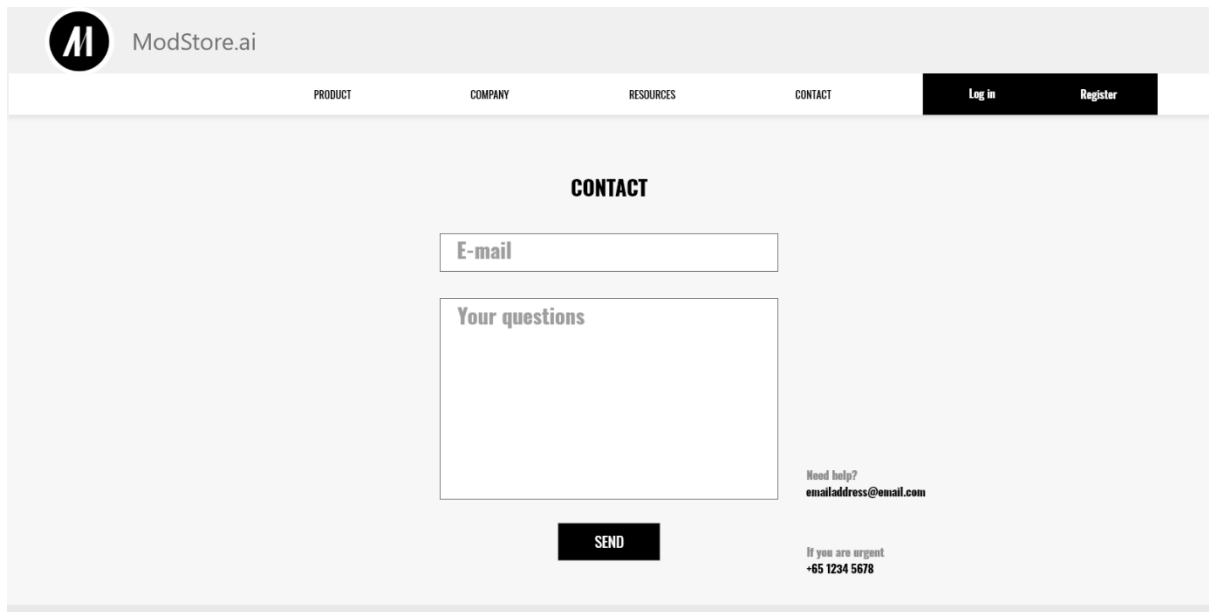 M
ModStore.ai
PRODUCT COMPANY RESOURCES CONTACT Log in Register
CONTACT
E-mail
Your questions
Need help?
emailaddress@email.com
SEND
If you are urgent
+65 1234 5678